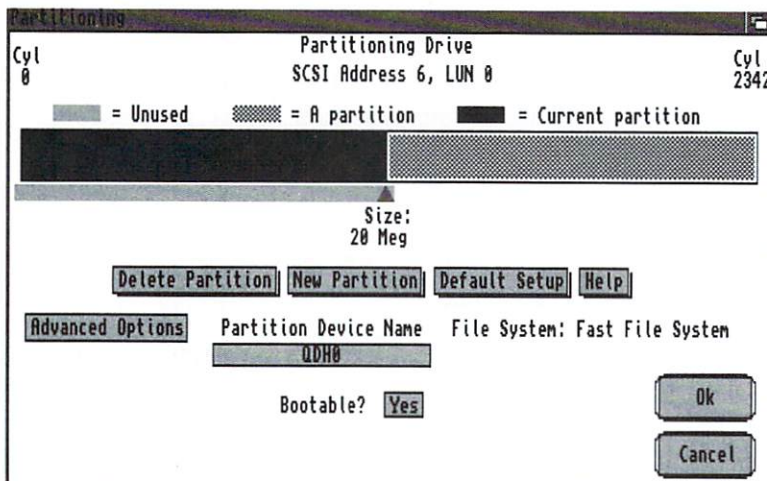 Partitioning
Partitioning Drive
Cyl
0
SCSI Address 6, LUN 0
Cyl
2342
= Unused
= A partition
= Current partition
Size:
20 Meg
Delete Partition
New Partition
Default Setup
Help
Advanced Options
Partition Device Name
File System: Fast File System
QDH0
Bootable? Yes
Ok
Cancel